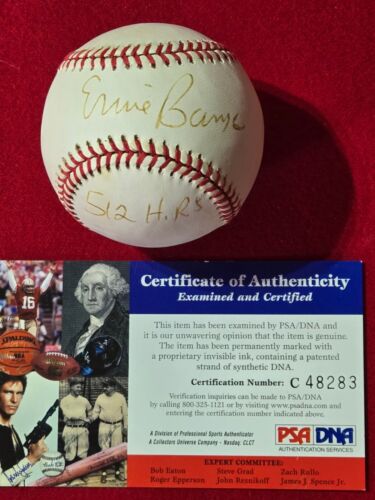 Ernie Banks
512 H.R.s
Certificate of Authenticity
Examined and Certified
This item has been examined by PSA/DNA and
it is our unwavering opinion that the item is genuine.
The item has been permanently marked with
a proprietary invisible ink, containing a patented
strand of synthetic DNA.
Certification Number: C 48283
Verification inquiries can be made to PSA/DNA
by calling 800-325-1121 or by visiting our website
at www.psadna.com and entering the certification
number indicated above.
A Division of Professional Sports Authenticator
A Collectors Universe Company - Nasdaq, CLCT
PSA DNA
AUTHENTICATION SERVICES
EXPERT COMMITTEE:
Bob Eaton Steve Grad Zach Rullo
Roger Epperson John Reznikoff James J. Spence Jr.
16
SPALDING